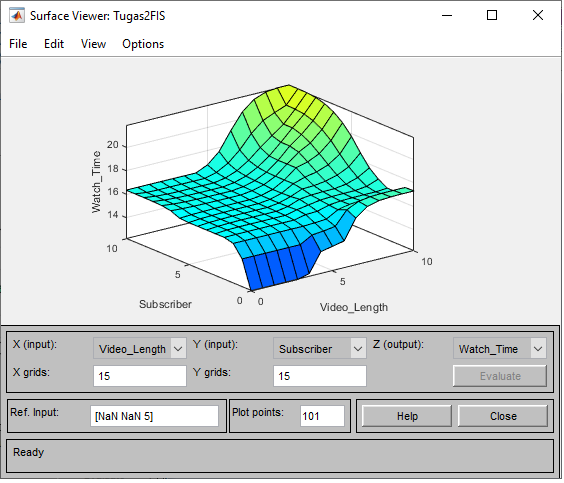 Surface Viewer: Tugas2FIS
File Edit View Options
Watch_Time
20
18
16
14
10
5
0
Subscriber
0
5
10
Video_Length
X (input): Video_Length Y (input): Subscriber Z (output): Watch_Time
X grids: 15 Y grids: 15 Evaluate
Ref. Input: [NaN NaN 5] Plot points: 101 Help Close
Ready